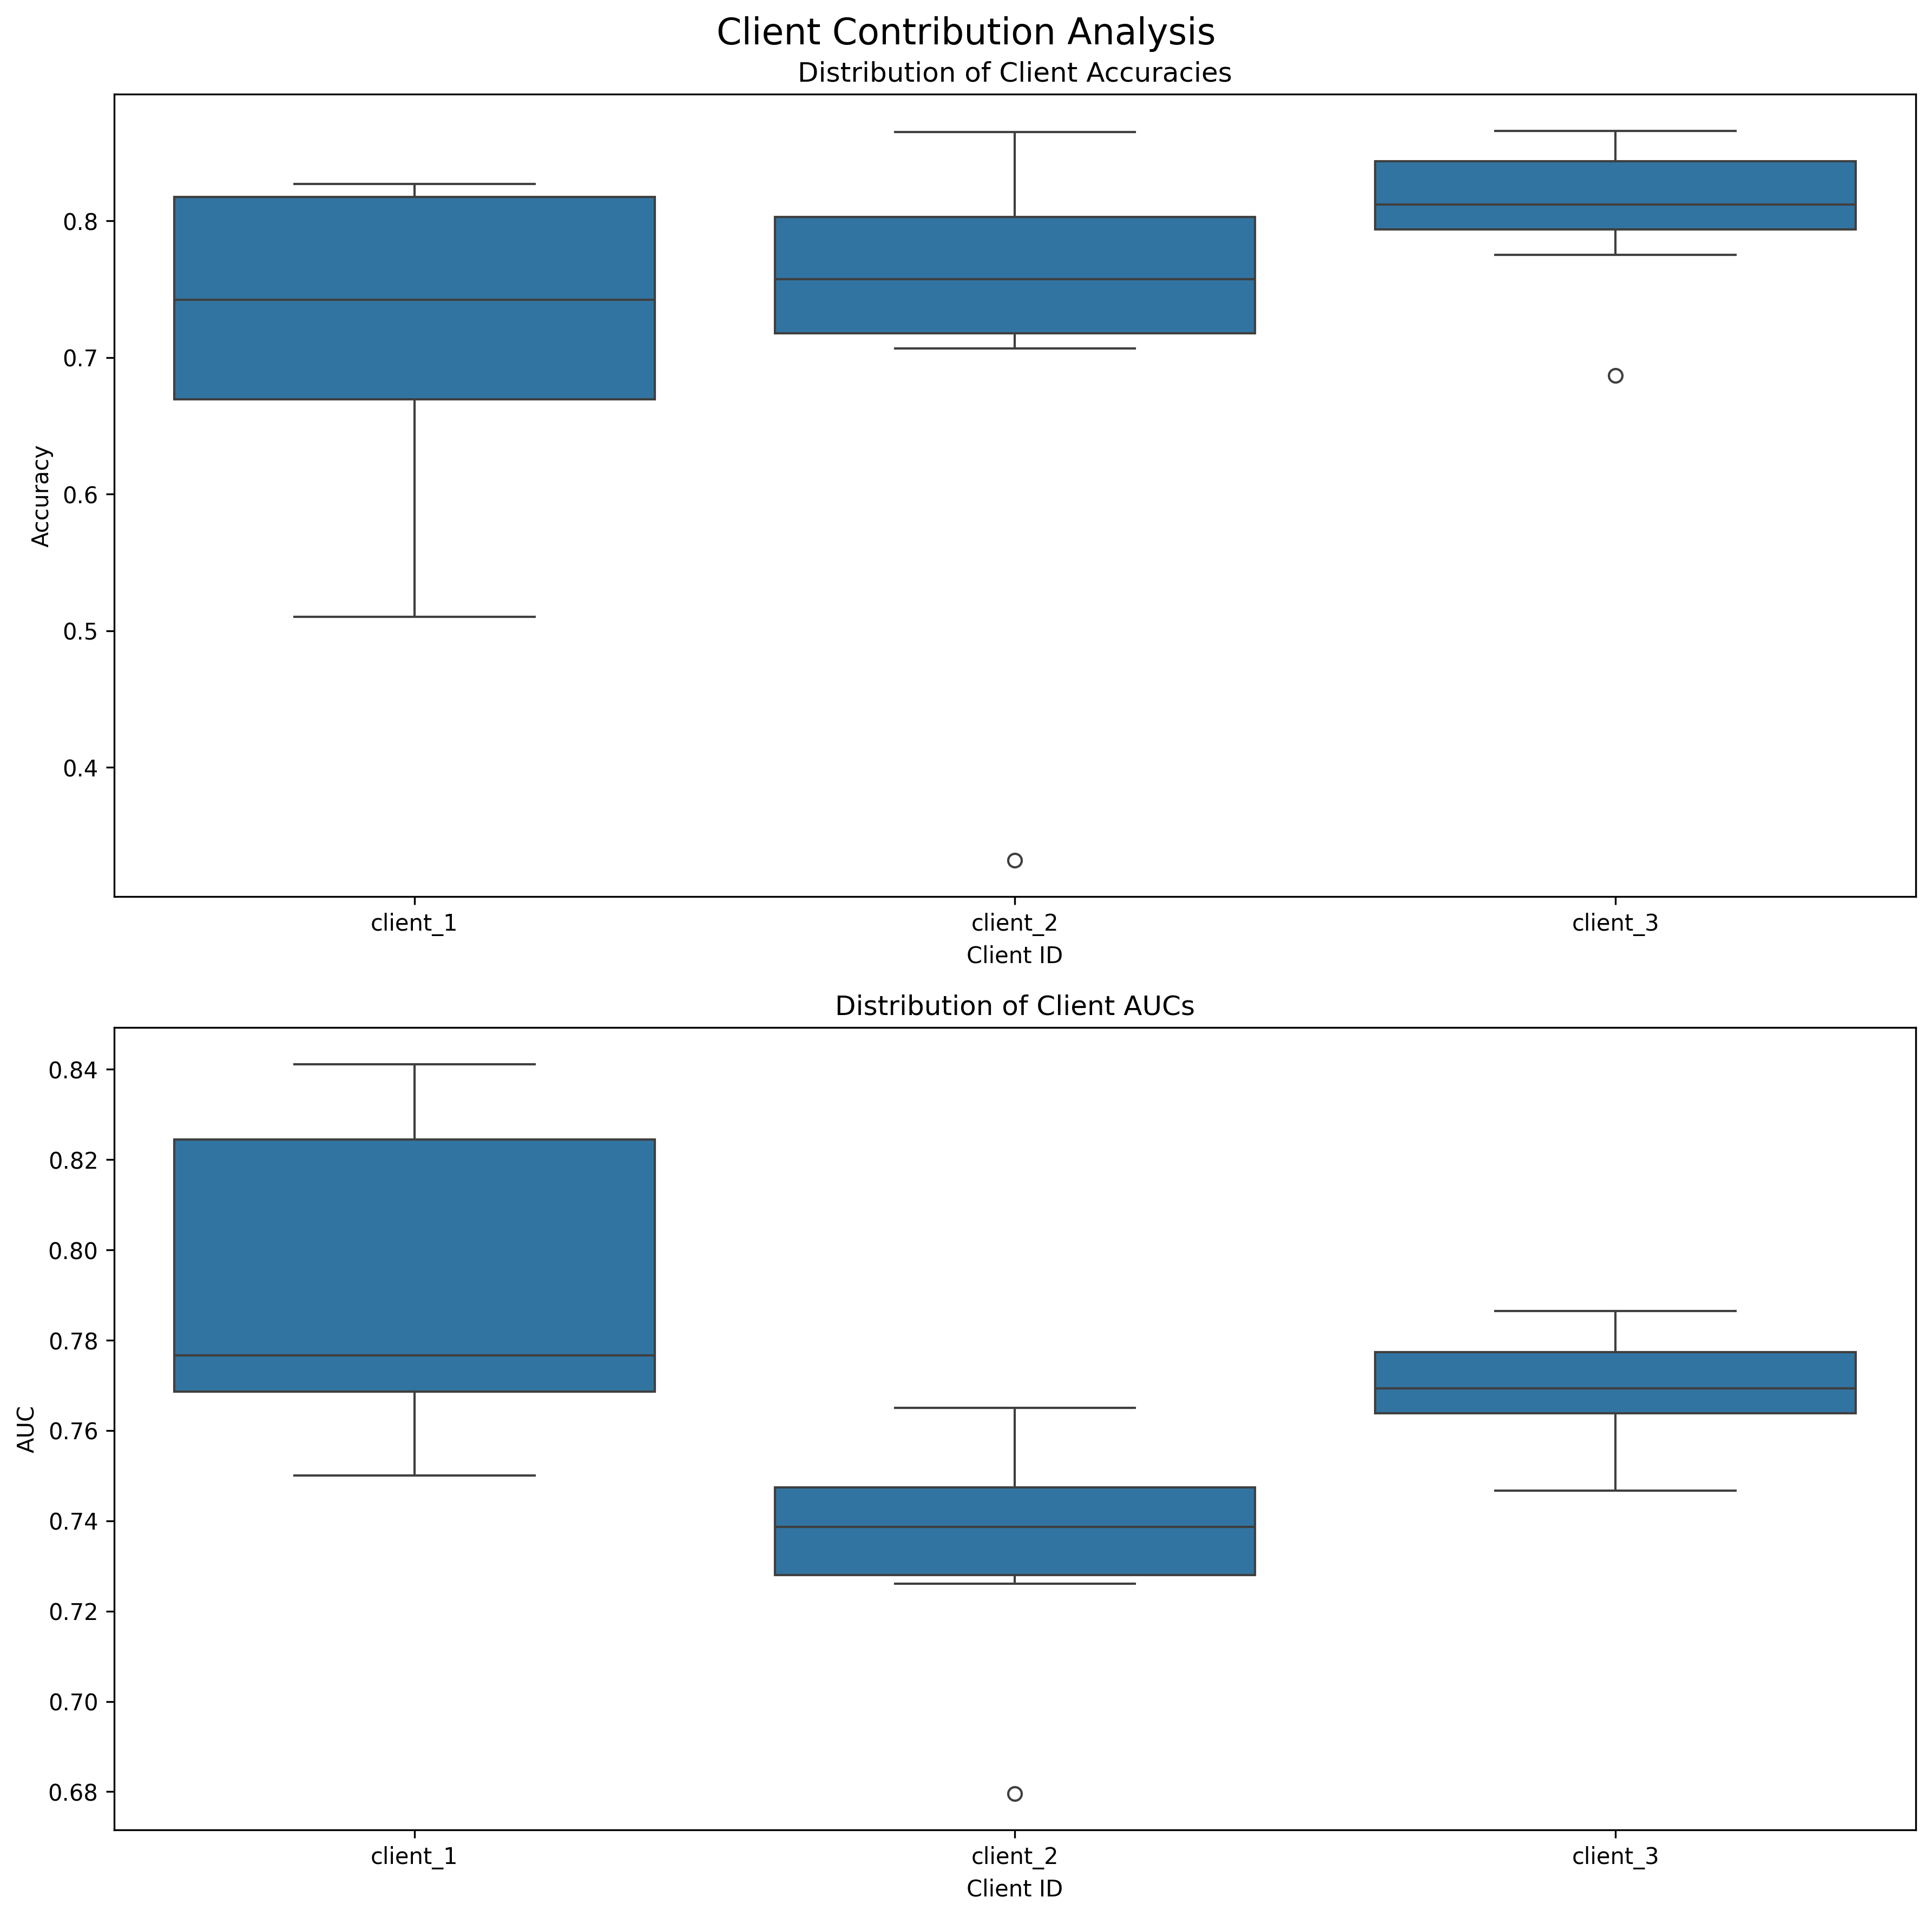 Client Contribution Analysis
Distribution of Client Accuracies
Accuracy
0.8
0.7
0.6
0.5
0.4
client_1 client_2 client_3
Client ID
Distribution of Client AUCs
AUC
0.84
0.82
0.80
0.78
0.76
0.74
0.72
0.70
0.68
client_1 client_2 client_3
Client ID